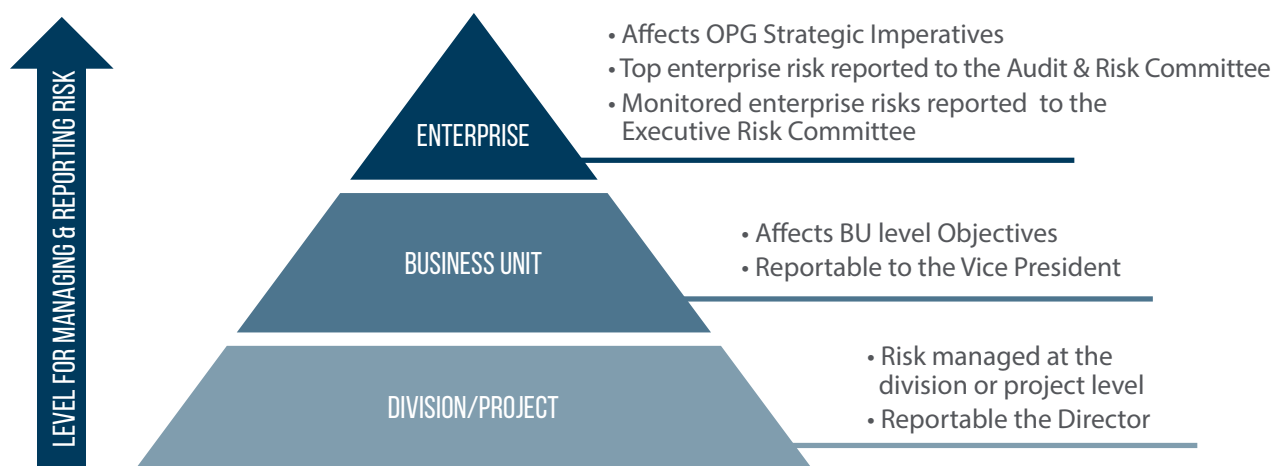 LEVEL FOR MANAGING & REPORTING RISK
ENTERPRISE
• Affects OPG Strategic Imperatives
• Top enterprise risk reported to the Audit & Risk Committee
• Monitored enterprise risks reported to the
Executive Risk Committee
BUSINESS UNIT
• Affects BU level Objectives
• Reportable to the Vice President
DIVISION/PROJECT
• Risk managed at the
division or project level
• Reportable the Director